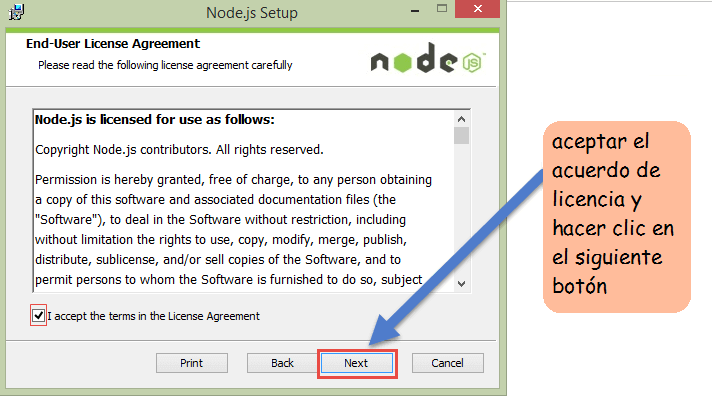 Node.js Setup
End-User License Agreement
Please read the following license agreement carefully
node
JS
Node.js is licensed for use as follows:
Copyright Node.js contributors. All rights reserved.
Permission is hereby granted, free of charge, to any person obtaining
a copy of this software and associated documentation files (the
"Software"), to deal in the Software without restriction, including
without limitation the rights to use, copy, modify, merge, publish,
distribute, sublicense, and/or sell copies of the Software, and to
permit persons to whom the Software is furnished to do so, subject
I accept the terms in the License Agreement
Print
Back
Next
Cancel
aceptar el
acuerdo de
licencia y
hacer clic en
el siguiente
botón